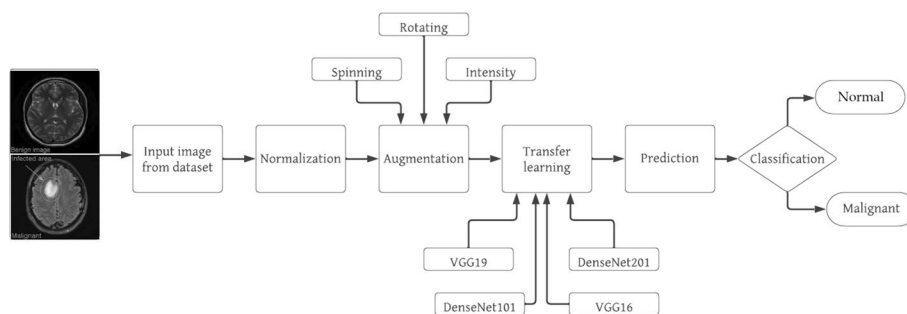 Rotating
Spinning
Intensity
Benign image
Infected area
Malignant
Input image
from dataset
Normalization
Augmentation
Transfer
learning
Prediction
Classification
Normal
Malignant
VGG19
DenseNet201
DenseNet101
VGG16